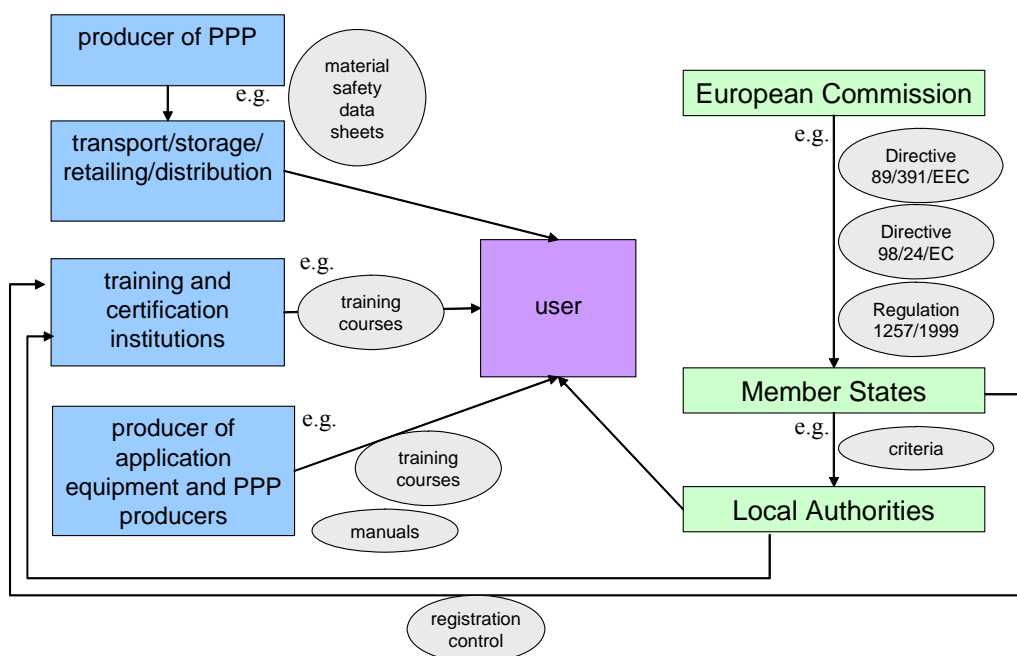 producer of PPP
e.g.
material
safety
data
sheets
transport/storage/
retailing/distribution
European Commission
e.g.
Directive
89/391/EEC
Directive
98/24/EC
Regulation
1257/1999
training and
certification
institutions
e.g.
training
courses
user
Member States
e.g.
criteria
Local Authorities
producer of
application
equipment and PPP
producers
e.g.
training
courses
manuals
registration
control